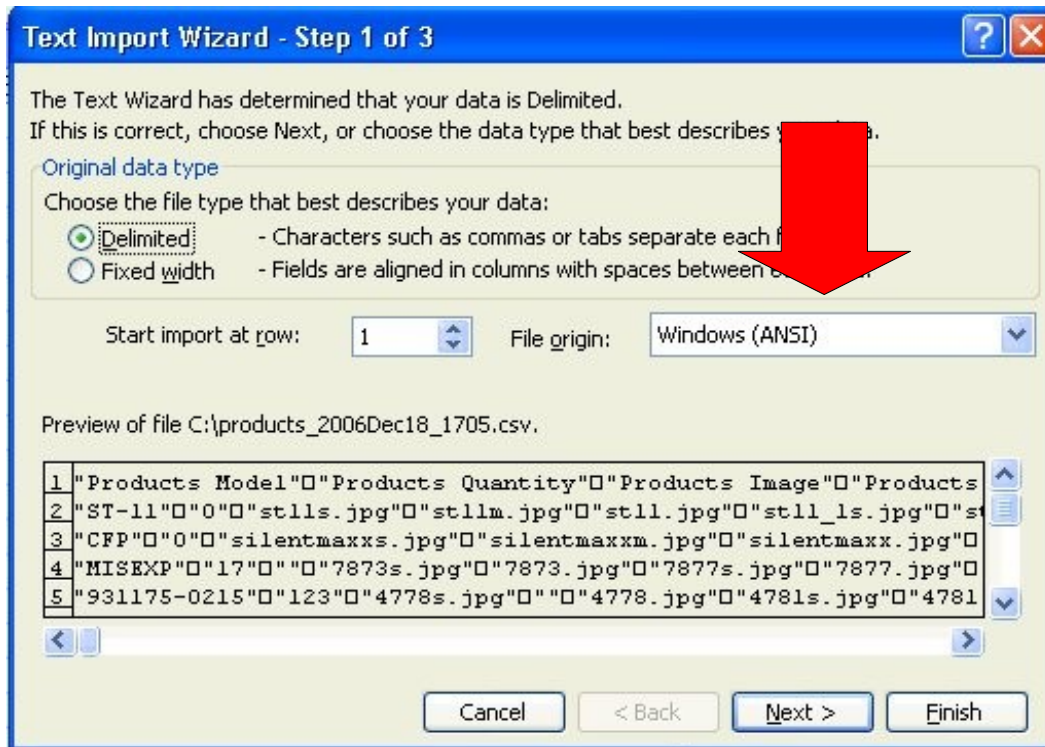 Text Import Wizard - Step 1 of 3
The Text Wizard has determined that your data is Delimited.
If this is correct, choose Next, or choose the data type that best describes
Original data type
Choose the file type that best describes your data:
Delimited - Characters such as commas or tabs separate each
Fixed width - Fields are aligned in columns with spaces between
Start import at row: 1 File origin: Windows (ANSI)
Preview of file C:\products_2006Dec18_1705.csv.
1 "Products Model"□"Products Quantity"□"Products Image"□"Products
2 "ST-11"□"0"□"st11s.jpg"□"st11m.jpg"□"st11.jpg"□"st11_1s.jpg"□"st
3 "CFP"□"0"□"silentmaxxs.jpg"□"silentmaxxm.jpg"□"silentmaxx.jpg"□
4 "MISEXP"□"17"□""□"7873s.jpg"□"7873.jpg"□"7877s.jpg"□"7877.jpg"□
5 "931175-0215"□"123"□"4778s.jpg"□""□"4778.jpg"□"4781s.jpg"□"4781
Cancel < Back Next > Finish